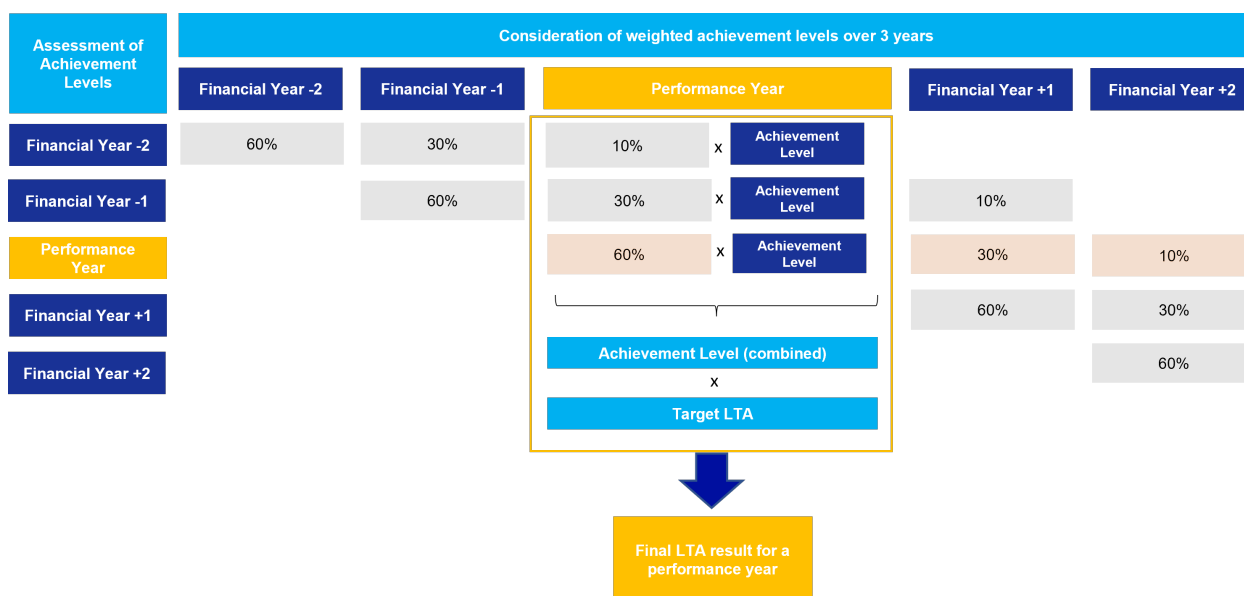 Assessment of
Achievement
Levels
Consideration of weighted achievement levels over 3 years
Financial Year -2
Financial Year -1
Performance Year
Financial Year +1
Financial Year +2
Financial Year -2
60%
30%
10%
x
Achievement
Level
Financial Year -1
60%
30%
x
Achievement
Level
10%
Performance
Year
60%
x
Achievement
Level
30%
10%
Financial Year +1
60%
30%
Achievement Level (combined)
Financial Year +2
60%
x
Target LTA
Final LTA result for a
performance year